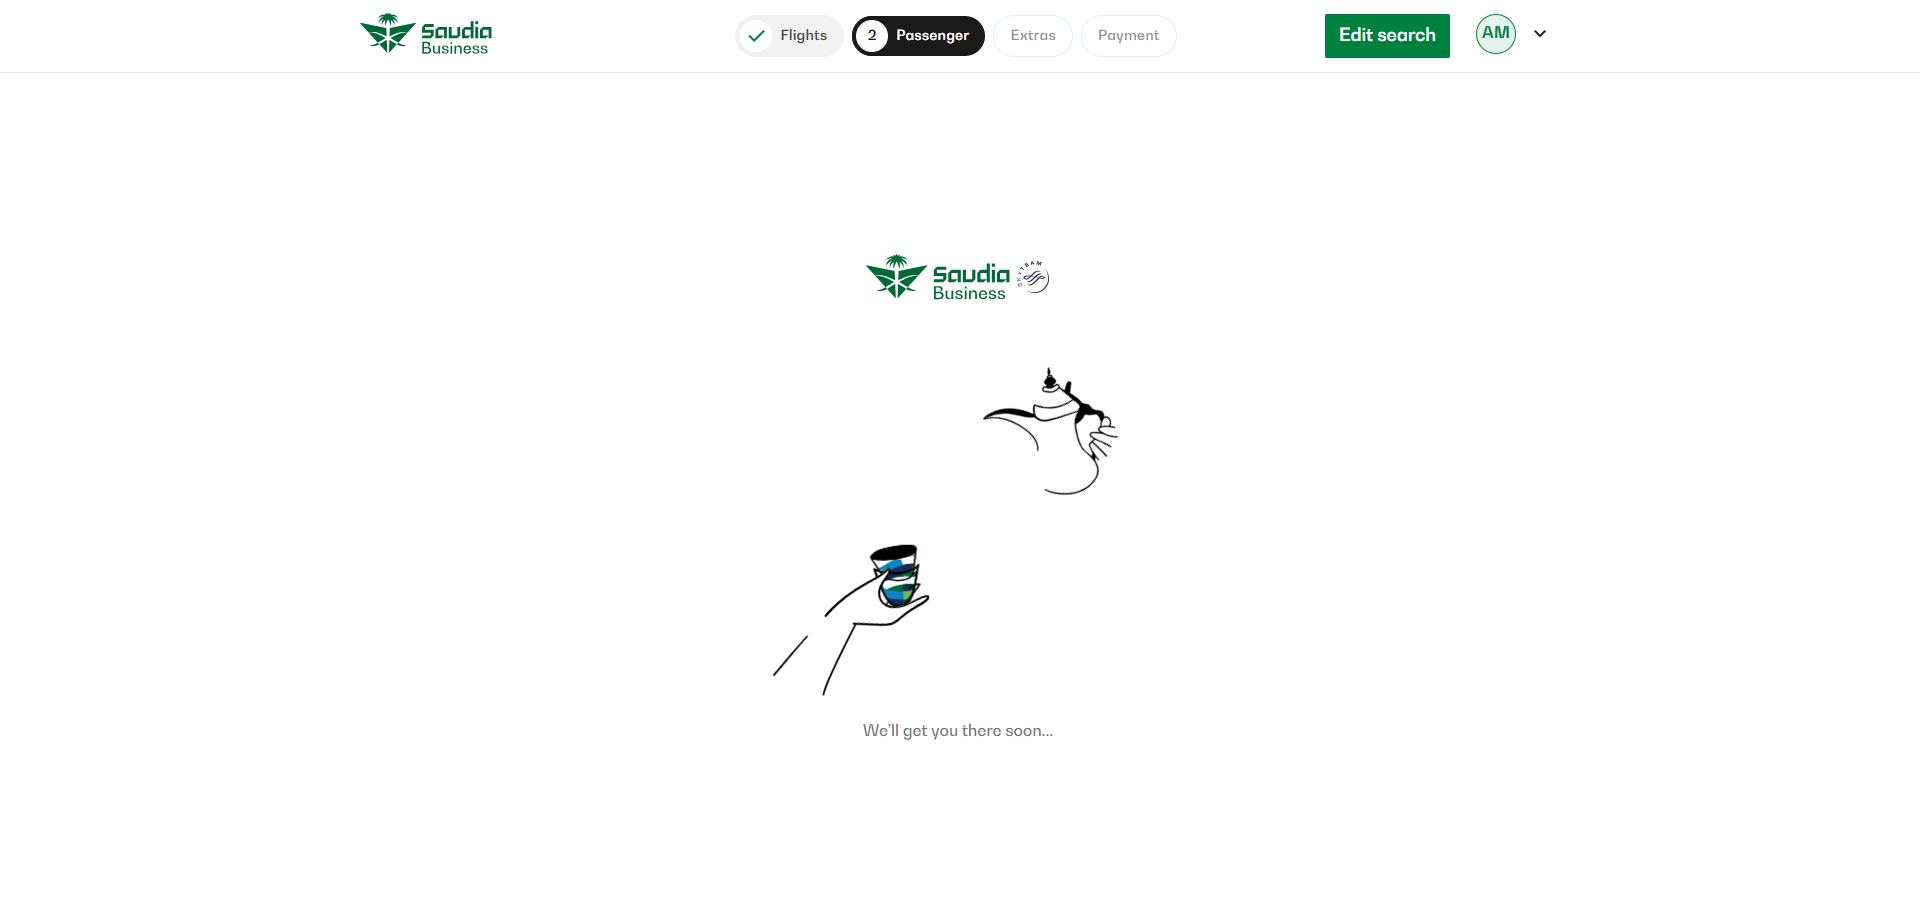 Saudia
Business
Flights
2 Passenger
Extras
Payment
Edit search
AM
Saudia
Business
SKYTEAM
We'll get you there soon...